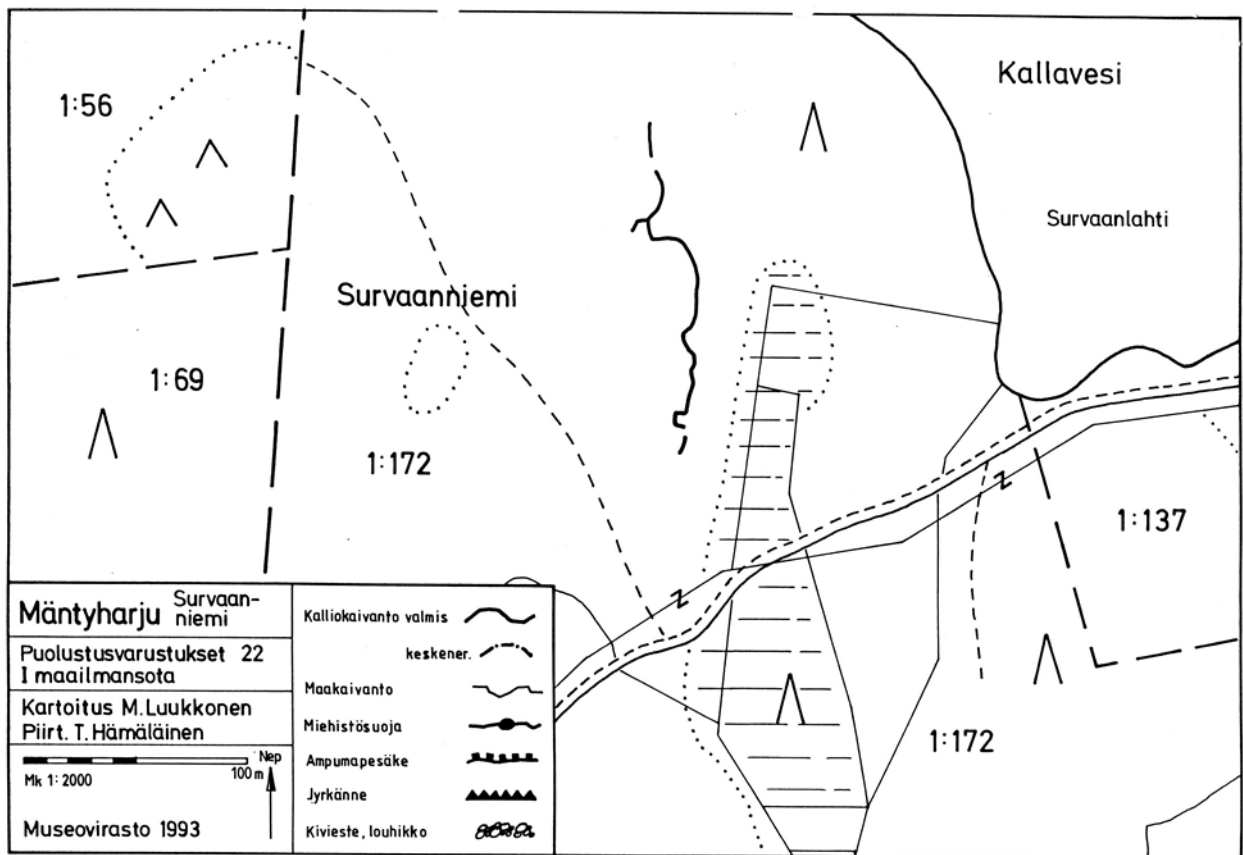 Kallavesi
1:56
Survaanlahti
Survaanniemi
1:69
1:172
1:137
1:172
Mäntyharju Survaan-
niemi
Puolustusvarustukset 22
I maailmansota
Kartoitus M. Luukkonen
Piirt. T. Hämäläinen
Nep
100 m
Mk 1:2000
Museovirasto 1993
Kalliokaivanto valmis
keskener.
Maakaivanto
Miehistösuoja
Ampumapesäke
Jyrkänne
Kivieste, louhikko